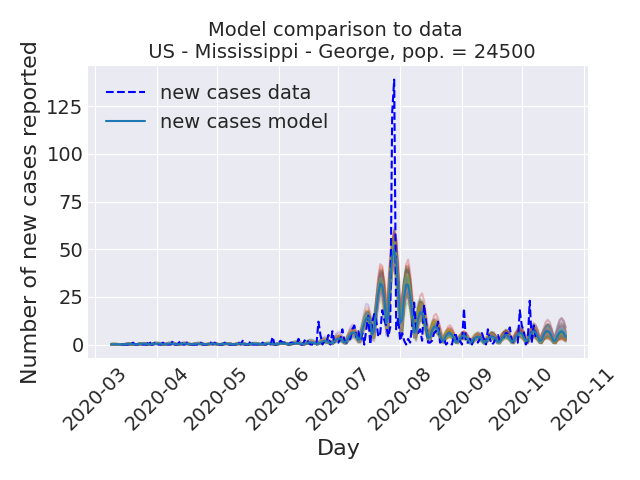 Model comparison to data
US - Mississippi - George, pop. = 24500
Number of new cases reported
new cases data
new cases model
125
100
75
50
25
0
2020-03
2020-04
2020-05
2020-06
2020-07
2020-08
2020-09
2020-10
2020-11
Day